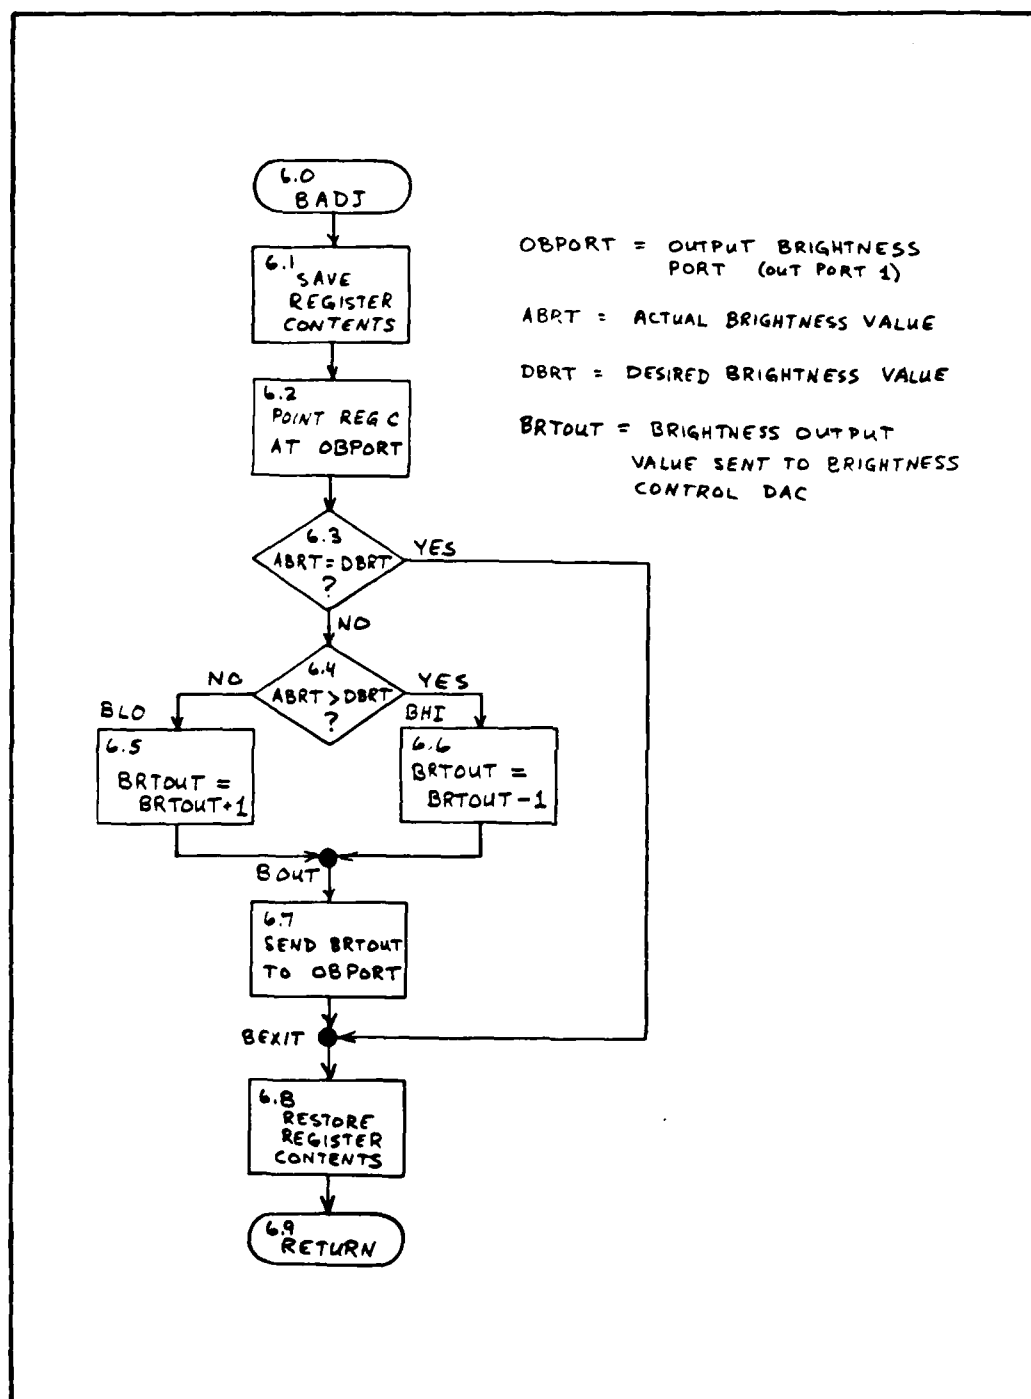 6.0
BADJ
6.1
SAVE
REGISTER
CONTENTS
6.2
POINT REG C
AT OBPORT
6.3
ABRT = DBRT
?
YES
NO
6.4
ABRT > DBRT
?
NO
YES
BLO
BHI
6.5
BRTOUT =
BRTOUT+1
6.6
BRTOUT =
BRTOUT-1
BOUT
6.7
SEND BRTOUT
TO OBPORT
BEXIT
6.8
RESTORE
REGISTER
CONTENTS
6.9
RETURN
OBPORT = OUTPUT BRIGHTNESS
PORT (OUT PORT 1)
ABRT = ACTUAL BRIGHTNESS VALUE
DBRT = DESIRED BRIGHTNESS VALUE
BRTOUT = BRIGHTNESS OUTPUT
VALUE SENT TO BRIGHTNESS
CONTROL DAC